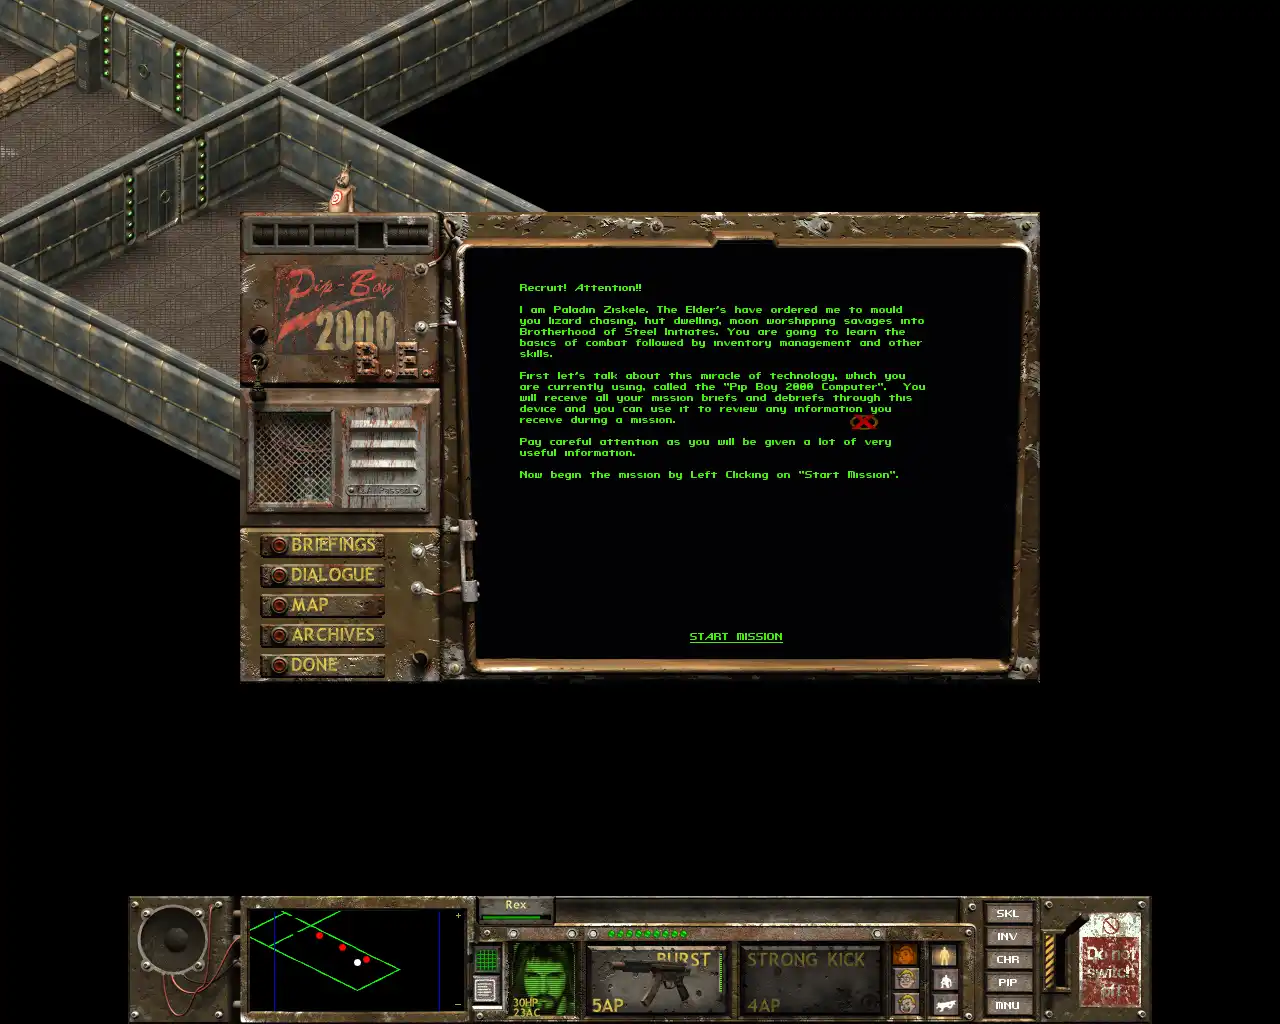 Pip-Boy
2000
B.E
Recruit! Attention!!
I am Paladin Ziskele. The Elder's have ordered me to mould
you lizard chasing, hut dwelling, moon worshipping savages into
Brotherhood of Steel Initiates. You are going to learn the
basics of combat followed by inventory management and other
skills.
First let's talk about this miracle of technology, which you
are currently using, called the "Pip Boy 2000 Computer". You
will receive all your mission briefs and debriefs through this
device and you can use it to review any information you
receive during a mission.
Pay careful attention as you will be given a lot of very
useful information.
Now begin the mission by Left Clicking on "Start Mission".
START MISSION
BRIEFINGS
DIALOGUE
MAP
ARCHIVES
DONE
Rex
30HP
23AC
BURST
5AP
STRONG KICK
4AP
SKL
INV
CHR
PIP
MNU
Do not
switch